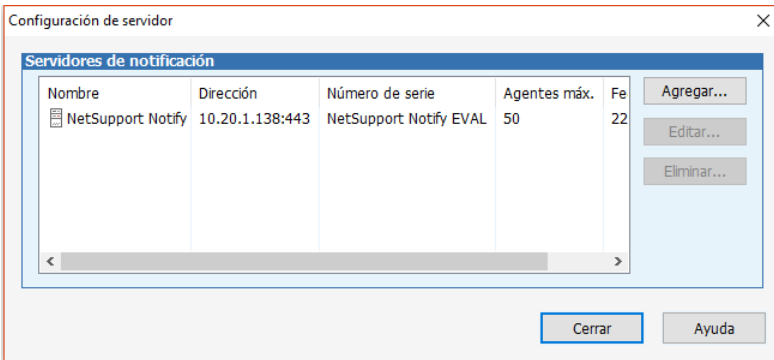 Configuración de servidor
Servidores de notificación
Nombre Dirección Número de serie Agentes máx. Fe
NetSupport Notify 10.20.1.138:443 NetSupport Notify EVAL 50 22
Agregar...
Editar...
Eliminar...
Cerrar Ayuda